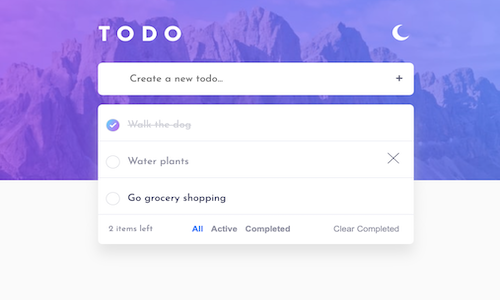 TODO
Create a new todo... +
Walk the dog
Water plants
Go grocery shopping
2 items left All Active Completed Clear Completed